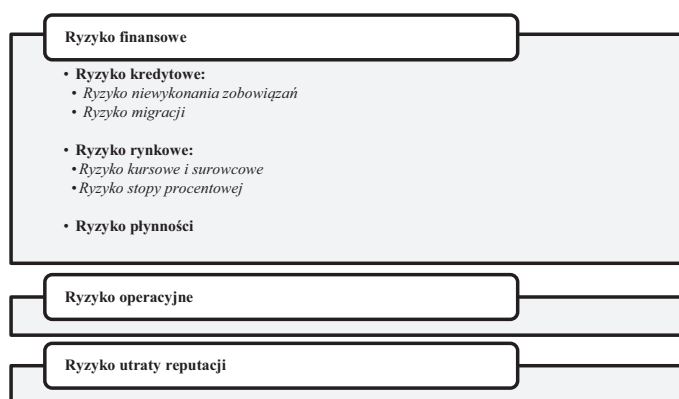 Ryzyko finansowe
• Ryzyko kredytowe:
• Ryzyko niewykonania zobowiązań
• Ryzyko migracji
• Ryzyko rynkowe:
• Ryzyko kursowe i surowcowe
• Ryzyko stopy procentowej
• Ryzyko płynności
Ryzyko operacyjne
Ryzyko utraty reputacji